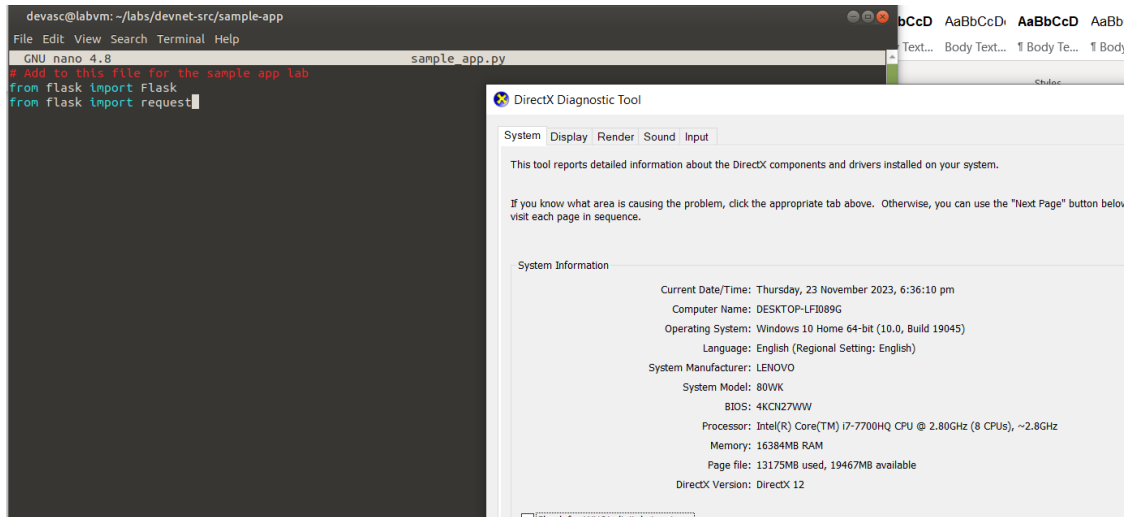 devasc@labvm: ~/labs/devnet-src/sample-app
File Edit View Search Terminal Help
GNU nano 4.8 sample_app.py
# Add to this file for the sample app lab
from flask import Flask
from flask import request
bCcD AaBbCcD AaBbCcD AaBb
Text... Body Text... ¶ Body Te... ¶ Body
Styles
DirectX Diagnostic Tool
System Display Render Sound Input
This tool reports detailed information about the DirectX components and drivers installed on your system.
If you know what area is causing the problem, click the appropriate tab above. Otherwise, you can use the "Next Page" button below
visit each page in sequence.
System Information
Current Date/Time: Thursday, 23 November 2023, 6:36:10 pm
Computer Name: DESKTOP-LFI089G
Operating System: Windows 10 Home 64-bit (10.0, Build 19045)
Language: English (Regional Setting: English)
System Manufacturer: LENOVO
System Model: 80WK
BIOS: 4KCN27WW
Processor: Intel(R) Core(TM) i7-7700HQ CPU @ 2.80GHz (8 CPUs), ~2.8GHz
Memory: 16384MB RAM
Page file: 13175MB used, 19467MB available
DirectX Version: DirectX 12